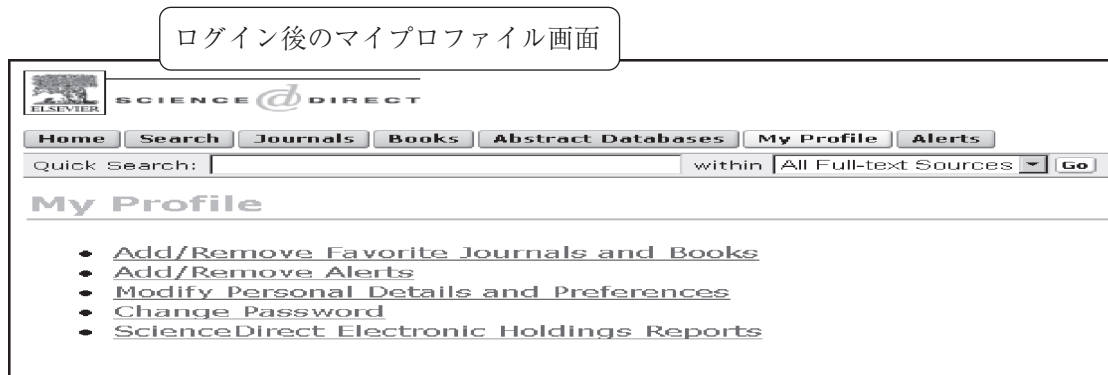 ログイン後のマイプロファイル画面
ELSEVIER
SCIENCE @ DIRECT
Home Search Journals Books Abstract Databases My Profile Alerts
Quick Search: within All Full-text Sources Go
My Profile
• Add/Remove Favorite Journals and Books
• Add/Remove Alerts
• Modify Personal Details and Preferences
• Change Password
• ScienceDirect Electronic Holdings Reports